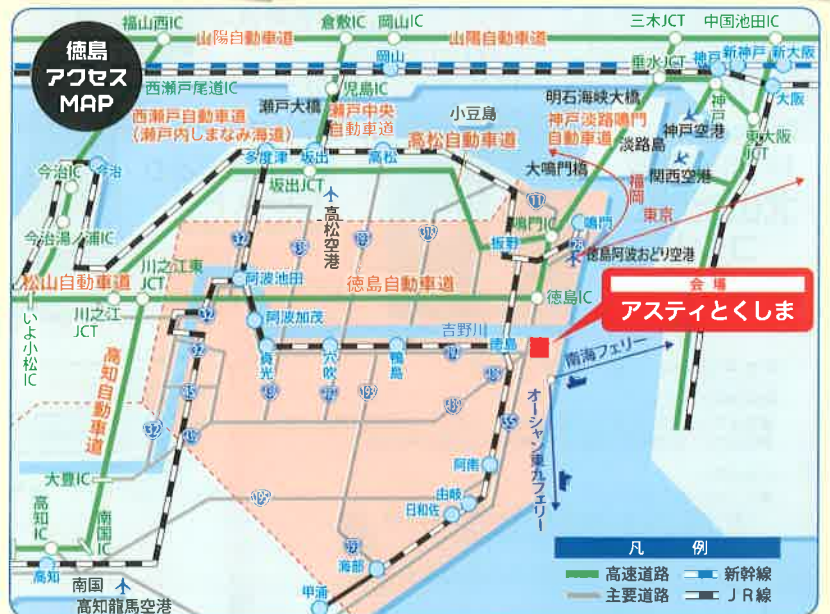 徳島
アクセス
MAP
福山西IC
山陽自動車道
倉敷IC
岡山IC
山陽自動車道
三木JCT
中国池田IC
岡山
垂水JCT
神戸
新神戸
新大阪
大阪
西瀬戸尾道IC
児島IC
瀬戸大橋
瀬戸中央
自動車道
西瀬戸自動車道
(瀬戸内しまなみ海道)
小豆島
明石海峡大橋
神戸淡路鳴門
自動車道
神戸
神戸空港
東大阪
JCT
淡路島
関西空港
高松自動車道
大鳴門橋
多度津
坂出
高松
坂出JCT
高松空港
今治IC
今治
今治湯ノ浦IC
福岡
東京
11
鳴門IC
鳴門
28
板野
徳島阿波おどり空港
32
松山自動車道
川之江東
JCT
川之江
JCT
いよ小松IC
阿波池田
徳島自動車道
徳島IC
会場
アスティとくしま
阿波加茂
吉野川
32
32
貞光
穴吹
鴨島
徳島
南海フェリー
高知自動車道
オーシャン東九フェリー
193
55
32
大豊IC
195
阿南
由岐
日和佐
高知IC
南国IC
海部
甲浦
高知
南国
高知龍馬空港
凡例
高速道路
新幹線
主要道路
JR線